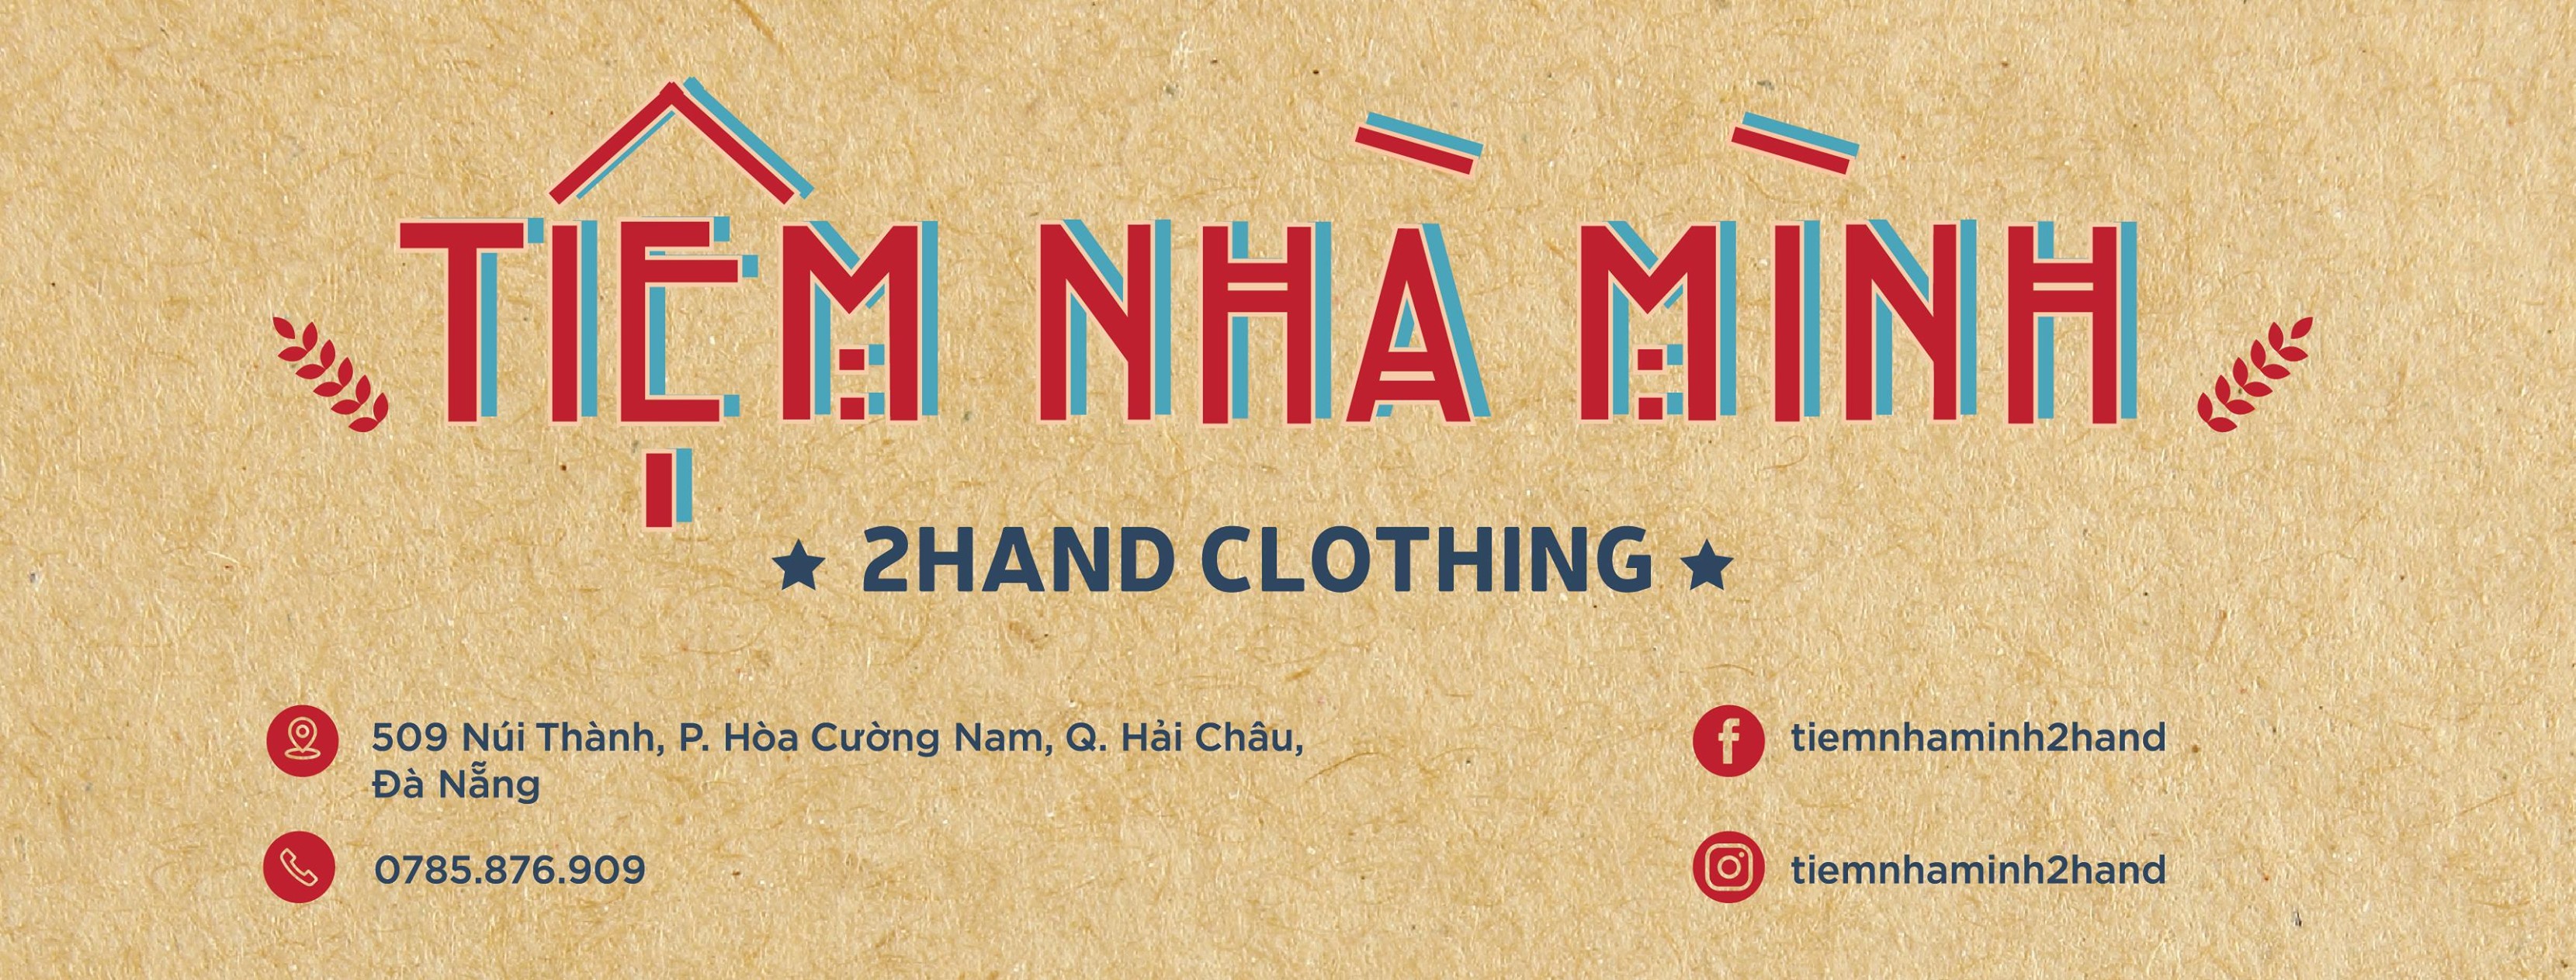 TIỆM NHÀ MÌNH
2HAND CLOTHING
509 Núi Thành, P. Hòa Cường Nam, Q. Hải Châu,
Đà Nẵng
0785.876.909
tiemnhaminh2hand
tiemnhaminh2hand